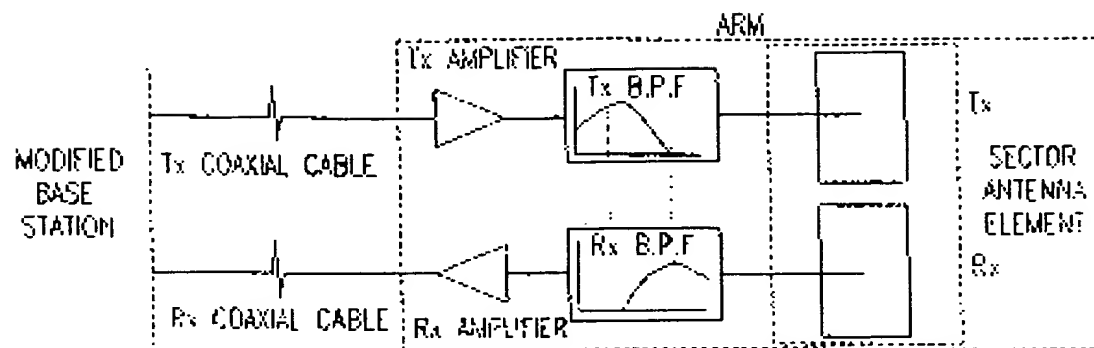 ARM
Tx AMPLIFIER
Tx B.P.F
Tx
Tx COAXIAL CABLE
MODIFIED
BASE
STATION
SECTOR
ANTENNA
ELEMENT
Rx B.P.F
Rx
Rx COAXIAL CABLE
Rx AMPLIFIER